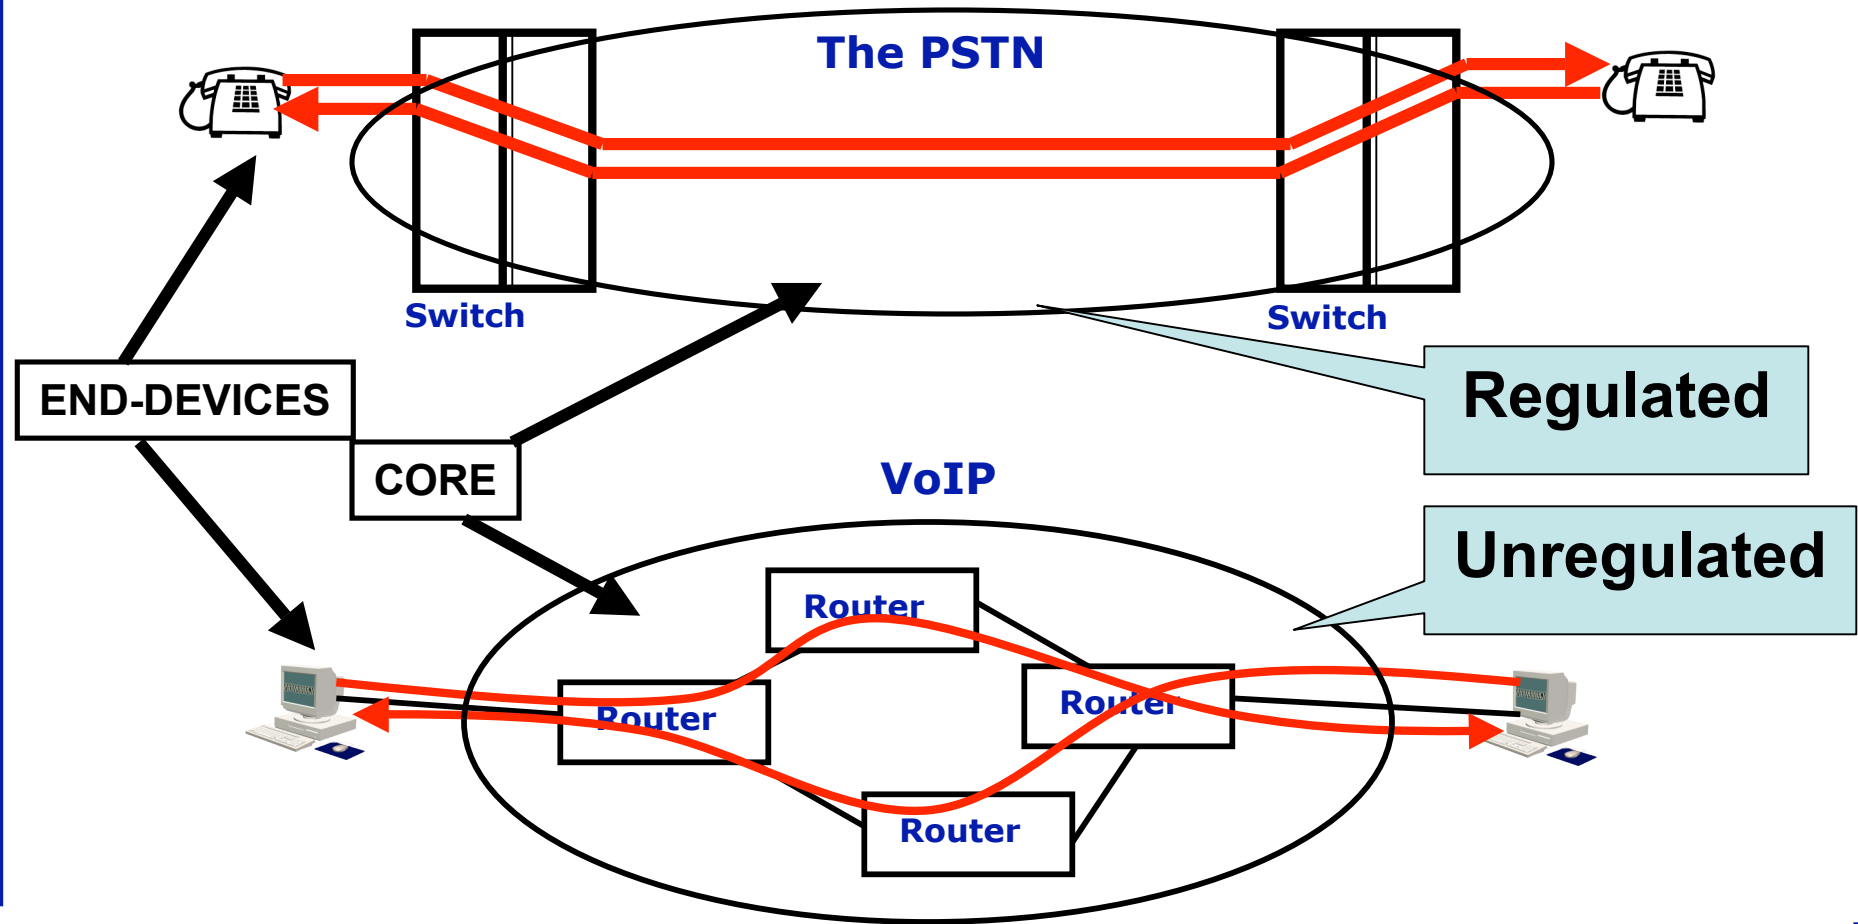 The PSTN
Switch
Switch
END-DEVICES
Regulated
CORE
VoIP
Unregulated
Router
Router
Router
Router